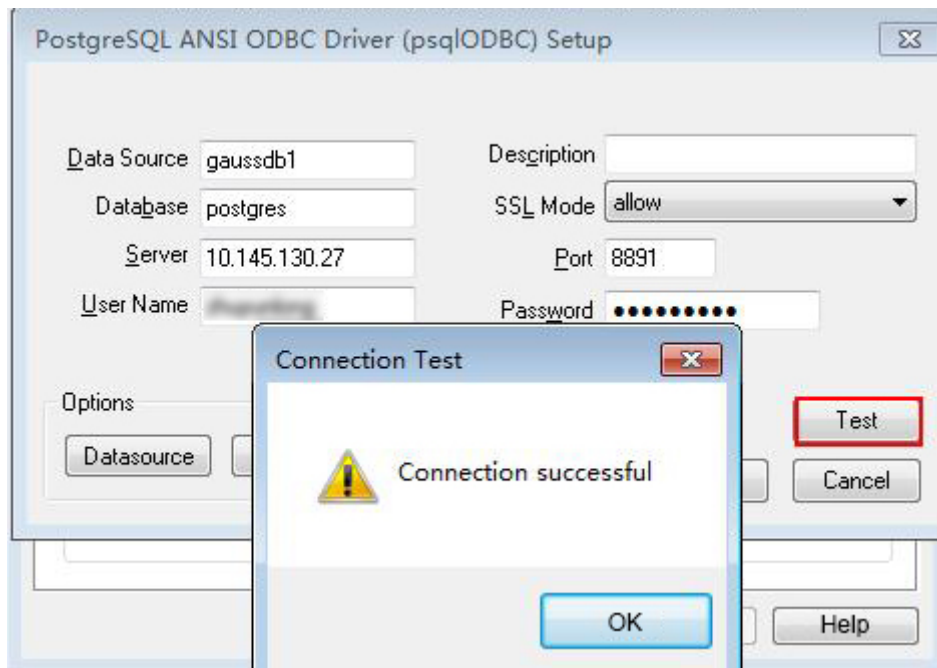 PostgreSQL ANSI ODBC Driver (psqlODBC) Setup
Data Source gaussdb1
Description
Database postgres
SSL Mode allow
Server 10.145.130.27
Port 8891
User Name
Password •••••••••
Connection Test
Options
Test
Datasource
Connection successful
Cancel
OK
Help